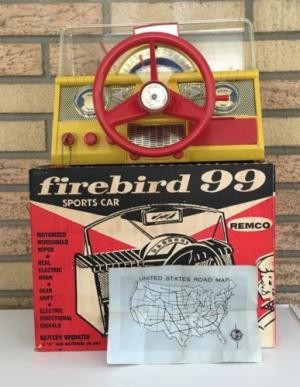 firebird 99
SPORTS CAR
REMCO
MOTORIZED
WINDSHIELD
WIPER
REAL
ELECTRIC
HORN
GEAR
SHIFT
ELECTRIC
DIRECTIONAL
SIGNALS
BATTERY OPERATED
UNITED STATES ROAD MAP